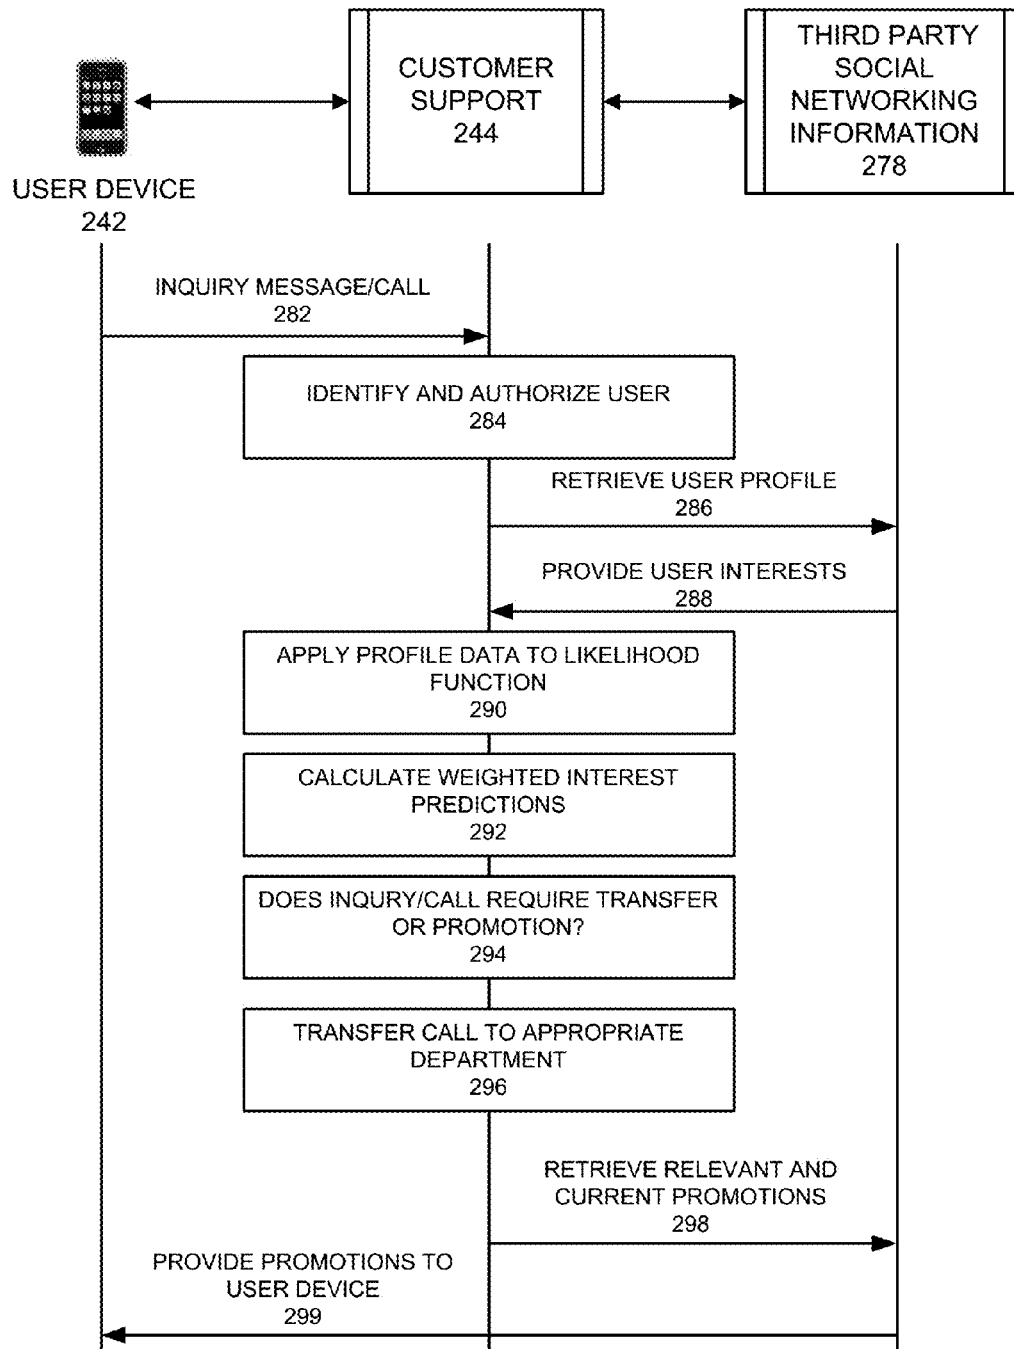 CUSTOMER
SUPPORT
244
THIRD PARTY
SOCIAL
NETWORKING
INFORMATION
278
USER DEVICE
242
INQUIRY MESSAGE/CALL
282
IDENTIFY AND AUTHORIZE USER
284
RETRIEVE USER PROFILE
286
PROVIDE USER INTERESTS
288
APPLY PROFILE DATA TO LIKELIHOOD
FUNCTION
290
CALCULATE WEIGHTED INTEREST
PREDICTIONS
292
DOES INQURY/CALL REQUIRE TRANSFER
OR PROMOTION?
294
TRANSFER CALL TO APPROPRIATE
DEPARTMENT
296
RETRIEVE RELEVANT AND
CURRENT PROMOTIONS
298
PROVIDE PROMOTIONS TO
USER DEVICE
299